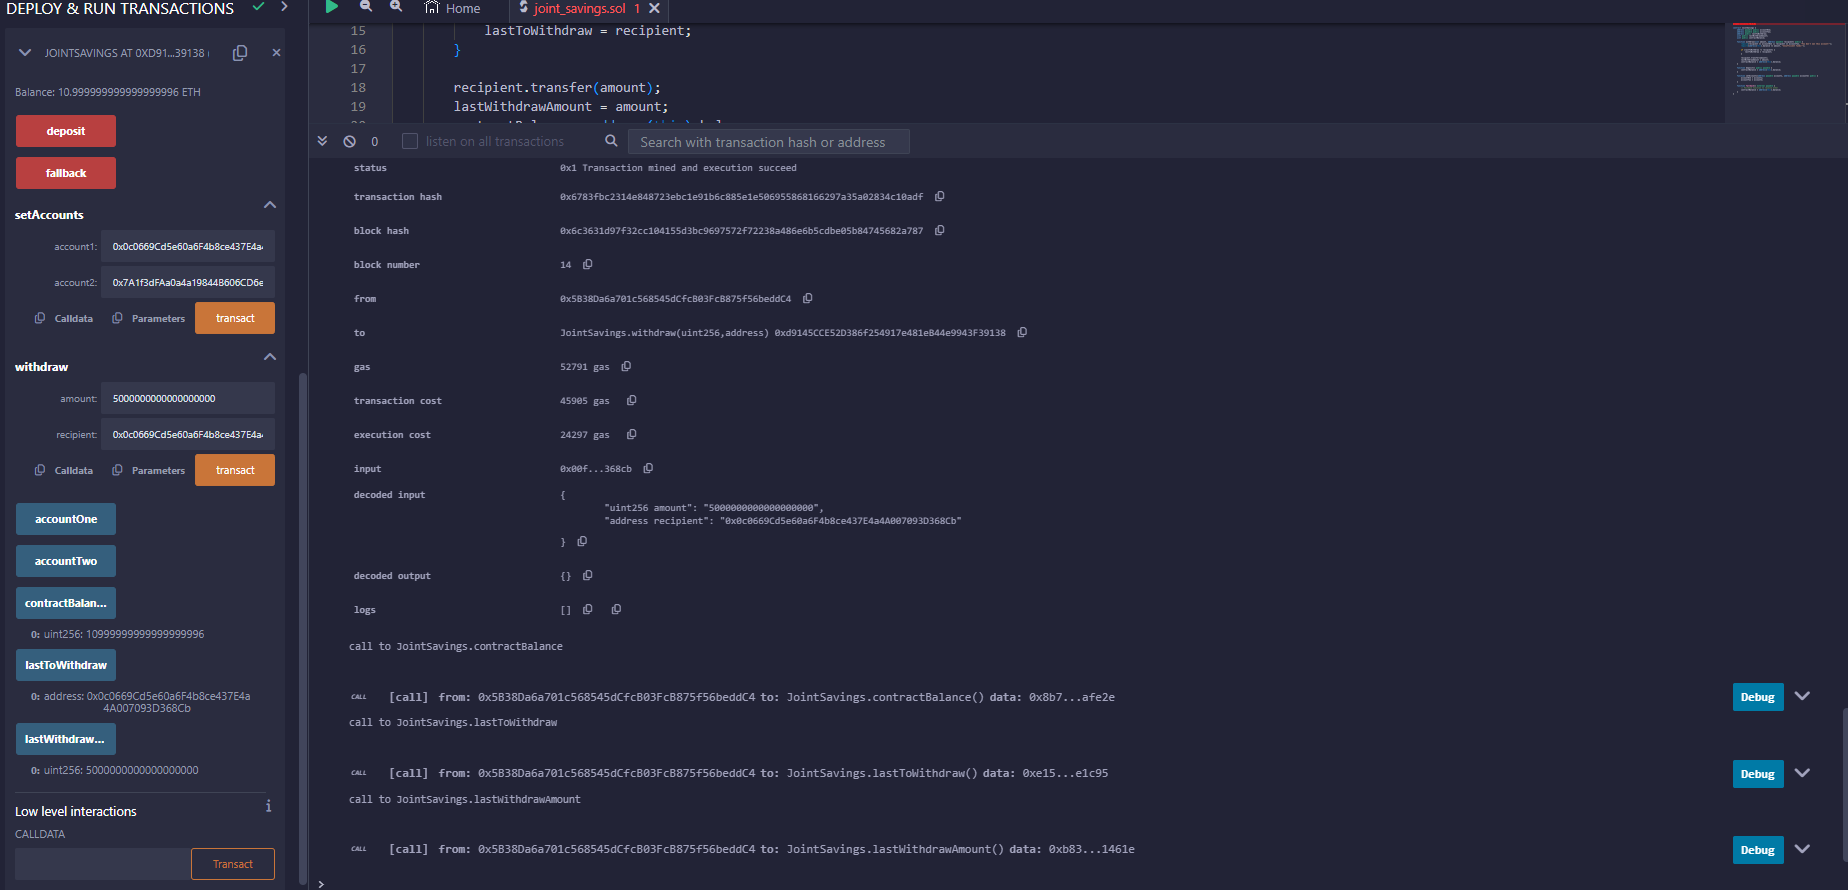 DEPLOY & RUN TRANSACTIONS
JOINTSAVINGS AT 0XD91...39138
Balance: 10.999999999999999996 ETH
deposit
fallback
setAccounts
account1: 0x0c0669Cd5e60a6F4b8ce437E4a
account2: 0x7A1f3dFAa0a4a19844B606CD6e
Calldata Parameters transact
withdraw
amount: 5000000000000000000
recipient: 0x0c0669Cd5e60a6F4b8ce437E4a
Calldata Parameters transact
accountOne
accountTwo
contractBalan...
0: uint256: 10999999999999999996
lastToWithdraw
0: address: 0x0c0669Cd5e60a6F4b8ce437E4a
4A007093D368Cb
lastWithdraw...
0: uint256: 5000000000000000000
Low level interactions
i
CALLDATA
Transact
Home joint_savings.sol 1
15 lastToWithdraw = recipient;
16 }
17
18 recipient.transfer(amount);
19 lastWithdrawAmount = amount;
0 listen on all transactions Search with transaction hash or address
status 0x1 Transaction mined and execution succeed
transaction hash 0x6783fbc2314e848723ebc1e91b6c885e1e506955868166297a35a02834c10adf
block hash 0x6c3631d97f32cc104155d3bc9697572f72238a486e6b5cdbe05b84745682a787
block number 14
from 0x5B38Da6a701c568545dCfcB03FcB875f56beddC4
to JointSavings.withdraw(uint256,address) 0xd9145CCE52D386f254917e481eB44e9943F39138
gas 52791 gas
transaction cost 45905 gas
execution cost 24297 gas
input 0x00f...368cb
decoded input {
"uint256 amount": "5000000000000000000",
"address recipient": "0x0c0669Cd5e60a6F4b8ce437E4a4A007093D368Cb"
}
decoded output {}
logs []
call to JointSavings.contractBalance
CALL [call] from: 0x5B38Da6a701c568545dCfcB03FcB875f56beddC4 to: JointSavings.contractBalance() data: 0x8b7...afe2e Debug
call to JointSavings.lastToWithdraw
CALL [call] from: 0x5B38Da6a701c568545dCfcB03FcB875f56beddC4 to: JointSavings.lastToWithdraw() data: 0xe15...e1c95 Debug
call to JointSavings.lastWithdrawAmount
CALL [call] from: 0x5B38Da6a701c568545dCfcB03FcB875f56beddC4 to: JointSavings.lastWithdrawAmount() data: 0xb83...1461e Debug
>